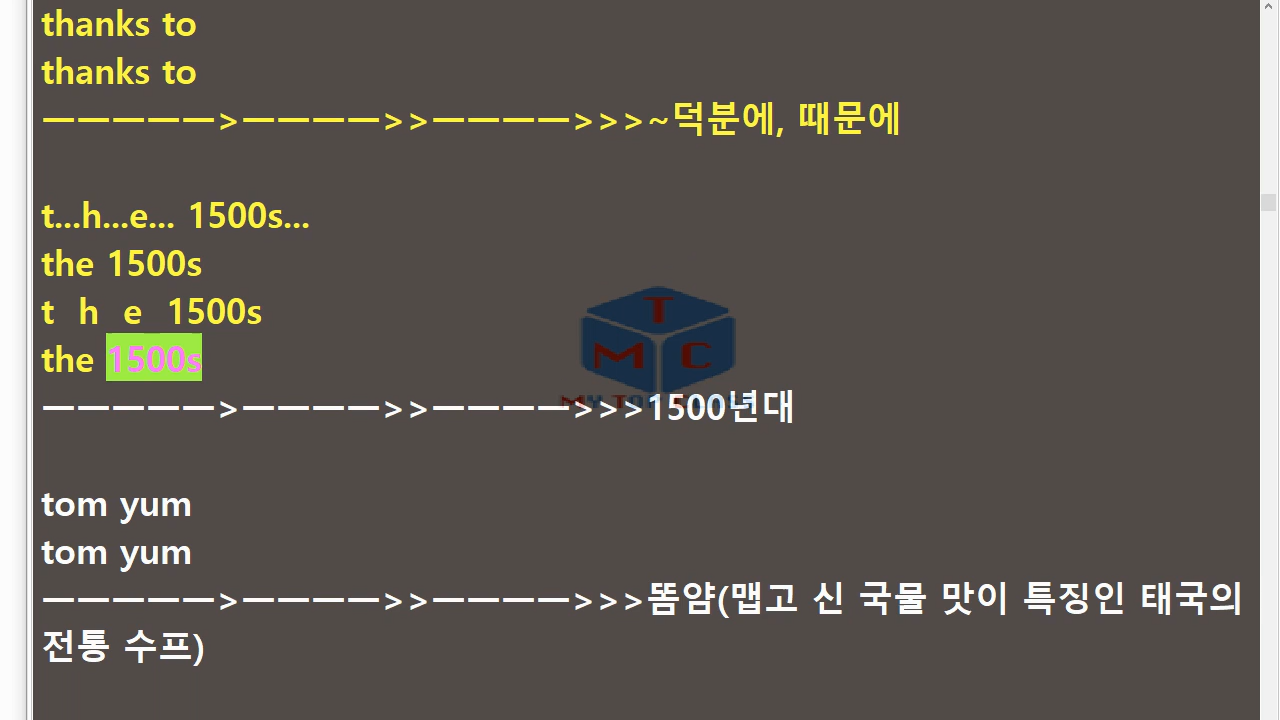 thanks to
thanks to
ㅡㅡㅡㅡㅡ>ㅡㅡㅡㅡ>>ㅡㅡㅡㅡ>>>~덕분에, 때문에
t...h...e... 1500s...
the 1500s
t h e 1500s
the 1500s
T
M C
ㅡㅡㅡㅡㅡ>ㅡㅡㅡㅡ>>ㅡㅡㅡㅡ>>>1500년대
tom yum
tom yum
ㅡㅡㅡㅡㅡ>ㅡㅡㅡㅡ>>ㅡㅡㅡㅡ>>>똠얌(맵고 신 국물 맛이 특징인 태국의
전통 수프)